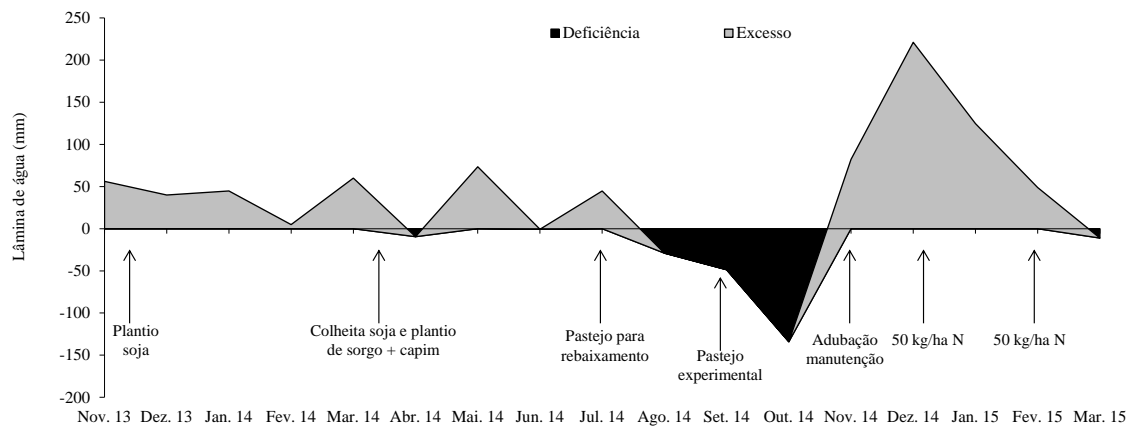 250
200
150
100
50
0
-50
-100
-150
-200
Lâmina de água (mm)
Deficiência
Excesso
Plantio
soja
Colheita soja e plantio
de sorgo + capim
Pastejo para
rebaixamento
Pastejo
experimental
Adubação
manutenção
50 kg/ha N
50 kg/ha N
Nov. 13 Dez. 13 Jan. 14 Fev. 14 Mar. 14 Abr. 14 Mai. 14 Jun. 14 Jul. 14 Ago. 14 Set. 14 Out. 14 Nov. 14 Dez. 14 Jan. 15 Fev. 15 Mar. 15